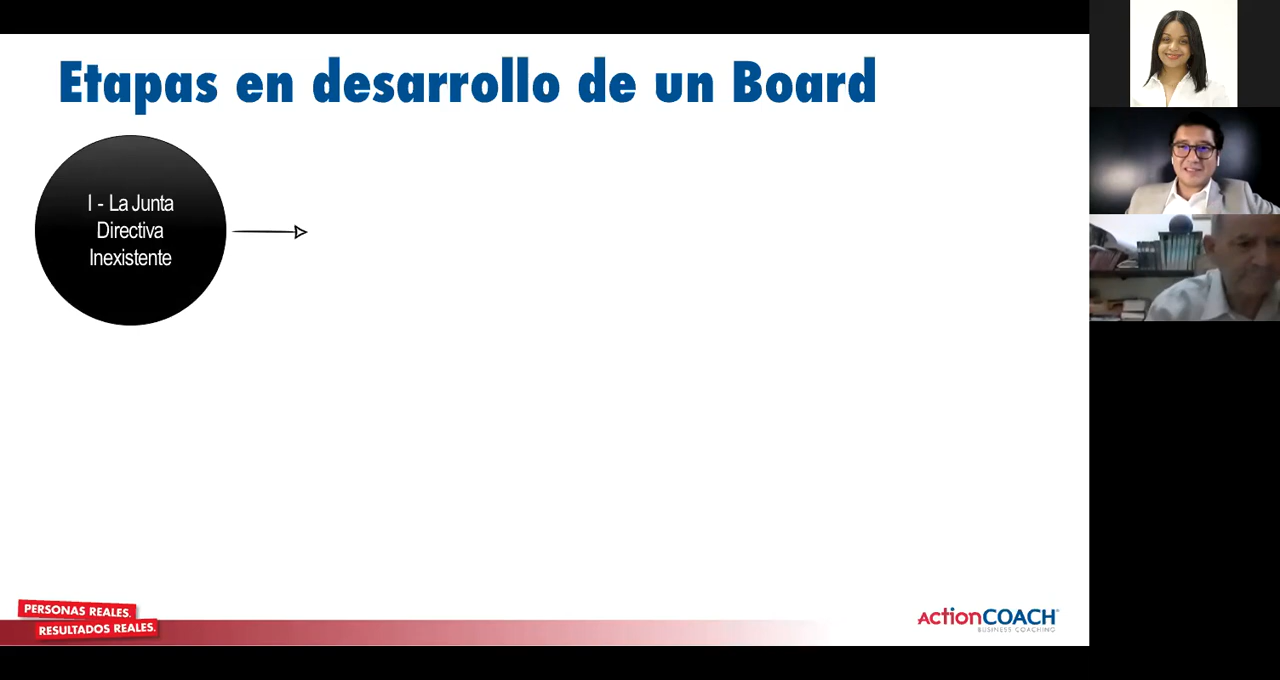 Etapas en desarrollo de un Board
I - La Junta
Directiva
Inexistente
PERSONAS REALES.
RESULTADOS REALES.
ActionCOACH
BUSINESS COACHING